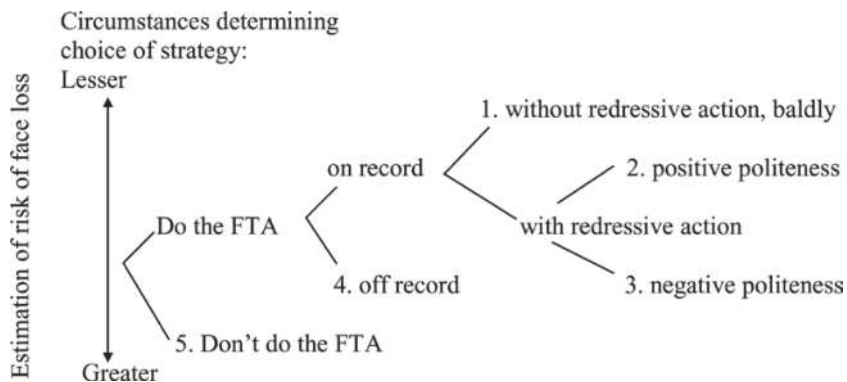 Circumstances determining
choice of strategy:
Lesser
Estimation of risk of face loss
1. without redressive action, baldly
on record
2. positive politeness
Do the FTA
with redressive action
4. off record
3. negative politeness
5. Don't do the FTA
Greater